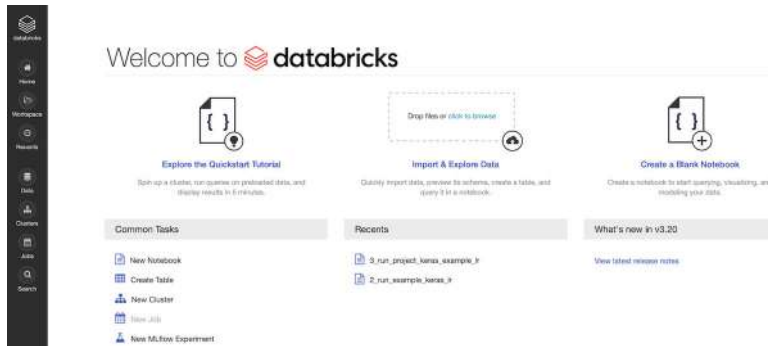 databricks
Home
Workspace
Recents
Data
Clusters
Jobs
Search
Welcome to databricks
Explore the Quickstart Tutorial
Spin up a cluster, run queries on preloaded data, and
display results in 5 minutes.
Drop files or click to browse
Import & Explore Data
Quickly import data, preview its schema, create a table, and
query it in a notebook.
Create a Blank Notebook
Create a notebook to start querying, visualizing, and
modeling your data.
Common Tasks
New Notebook
Create Table
New Cluster
New Job
New MLflow Experiment
Recents
3_run_project_keras_example_lr
2_run_example_keras_lr
What's new in v3.20
View latest release notes